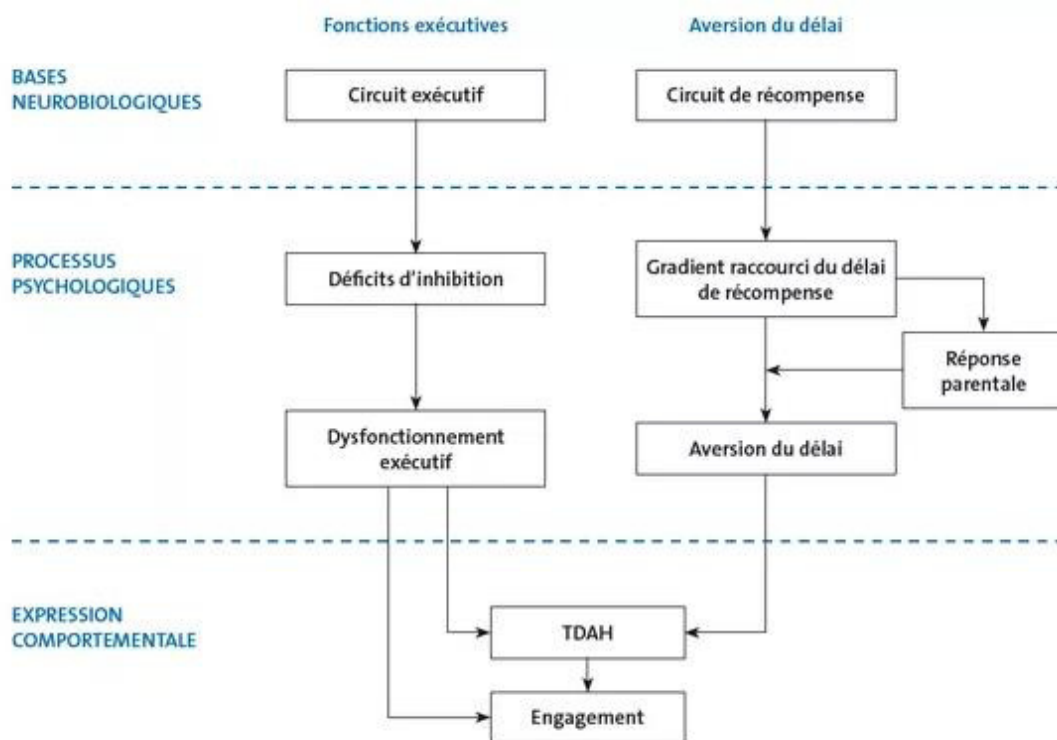 Fonctions exécutives
Aversion du délai
BASES
NEUROBIOLOGIQUES
Circuit exécutif
Circuit de récompense
PROCESSUS
PSYCHOLOGIQUES
Déficits d'inhibition
Gradient raccourci du délai
de récompense
Réponse
parentale
Dysfonctionnement
exécutif
Aversion du délai
EXPRESSION
COMPORTEMENTALE
TDAH
Engagement